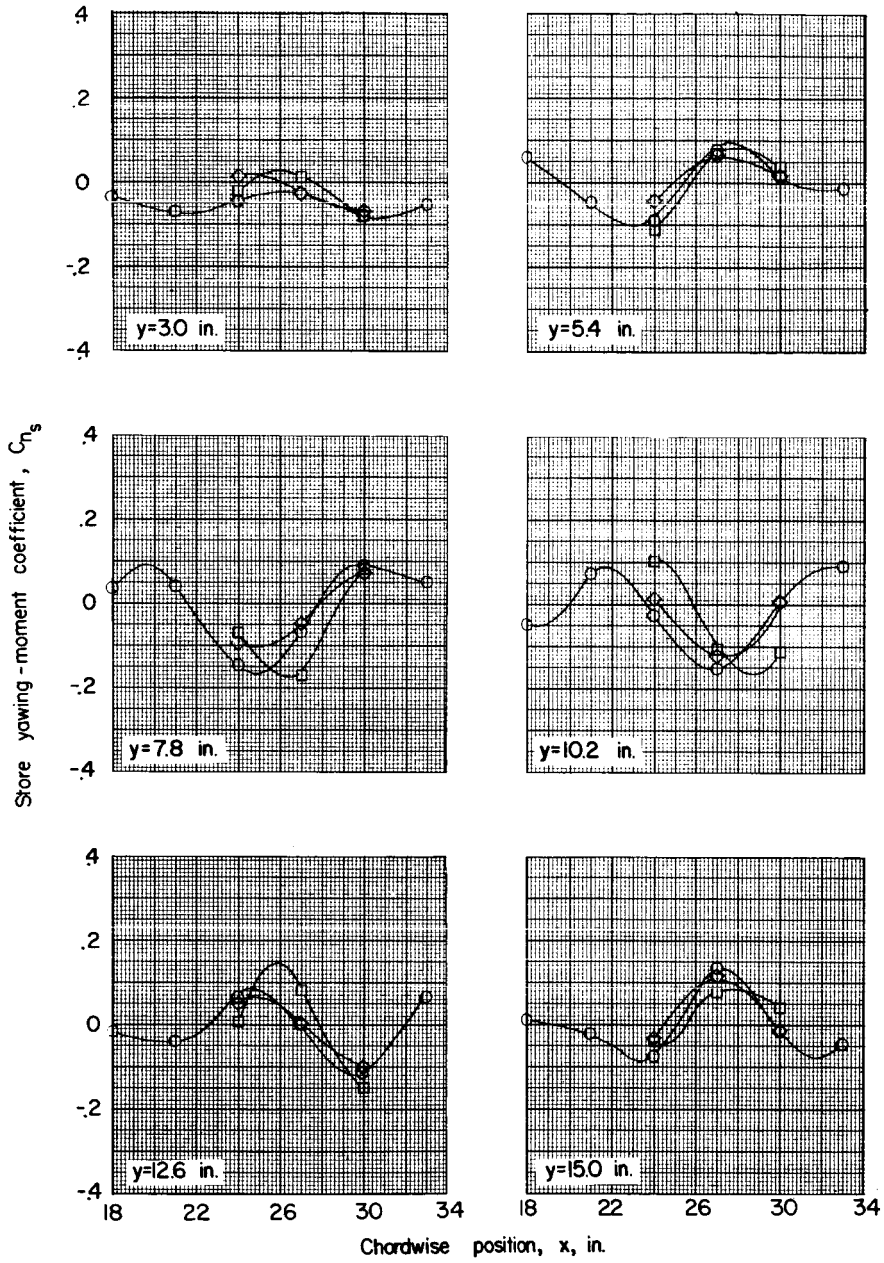 .4
.2
0
-.2
-.4
y=3.0 in.
y=5.4 in.
Store yawing-moment coefficient, Cns
.4
.2
0
-.2
-.4
y=7.8 in.
y=10.2 in.
.4
.2
0
-.2
-.4
y=12.6 in.
y=15.0 in.
18 22 26 30 34
18 22 26 30 34
Chordwise position, x, in.